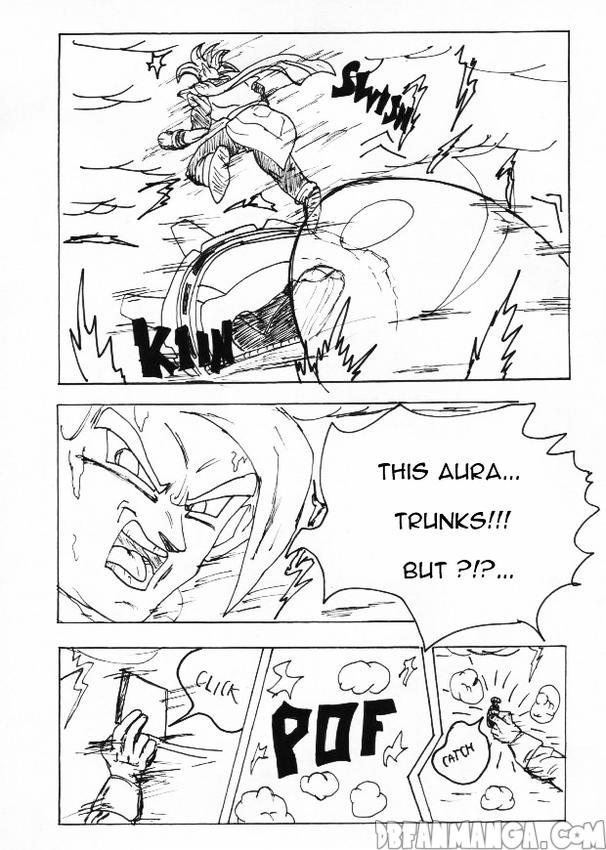 SWISH
KIIN
THIS AURA...
TRUNKS!!!
BUT ?!?...
CLICK
POF
CATCH
DBFANMANGA.COM